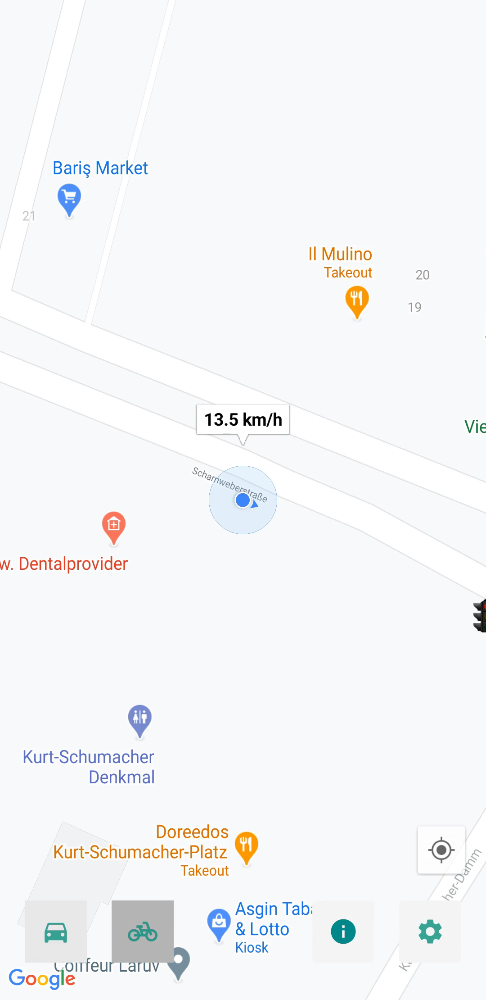 Bariş Market
21
Il Mulino
Takeout
20
19
Vie
13.5 km/h
Scharnweberstraße
w. Dentalprovider
Kurt-Schumacher
Denkmal
Doreedos
Kurt-Schumacher-Platz
Takeout
her-Damm
Asgin Taba
& Lotto
Kiosk
Coiffeur Laruv
Google